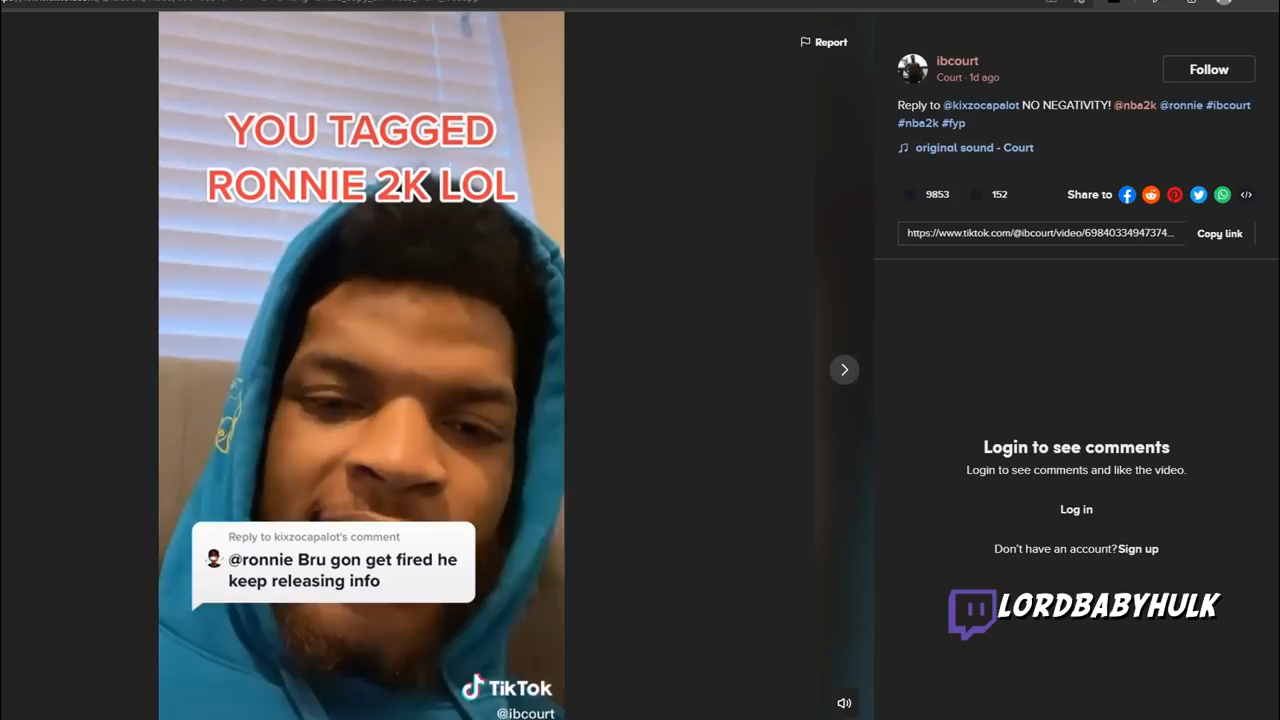 Report
YOU TAGGED
RONNIE 2K LOL
Reply to kixzocapalot's comment
@ronnie Bru gon get fired he
keep releasing info
TikTok
@ibcourt
ibcourt
Court · 1d ago
Follow
Reply to @kixzocapalot NO NEGATIVITY! @nba2k @ronnie #ibcourt
#nba2k #fyp
original sound - Court
9853
152
Share to
https://www.tiktok.com/@ibcourt/video/69840334947374...
Copy link
Login to see comments
Login to see comments and like the video.
Log in
Don't have an account? Sign up
LORDBABYHULK